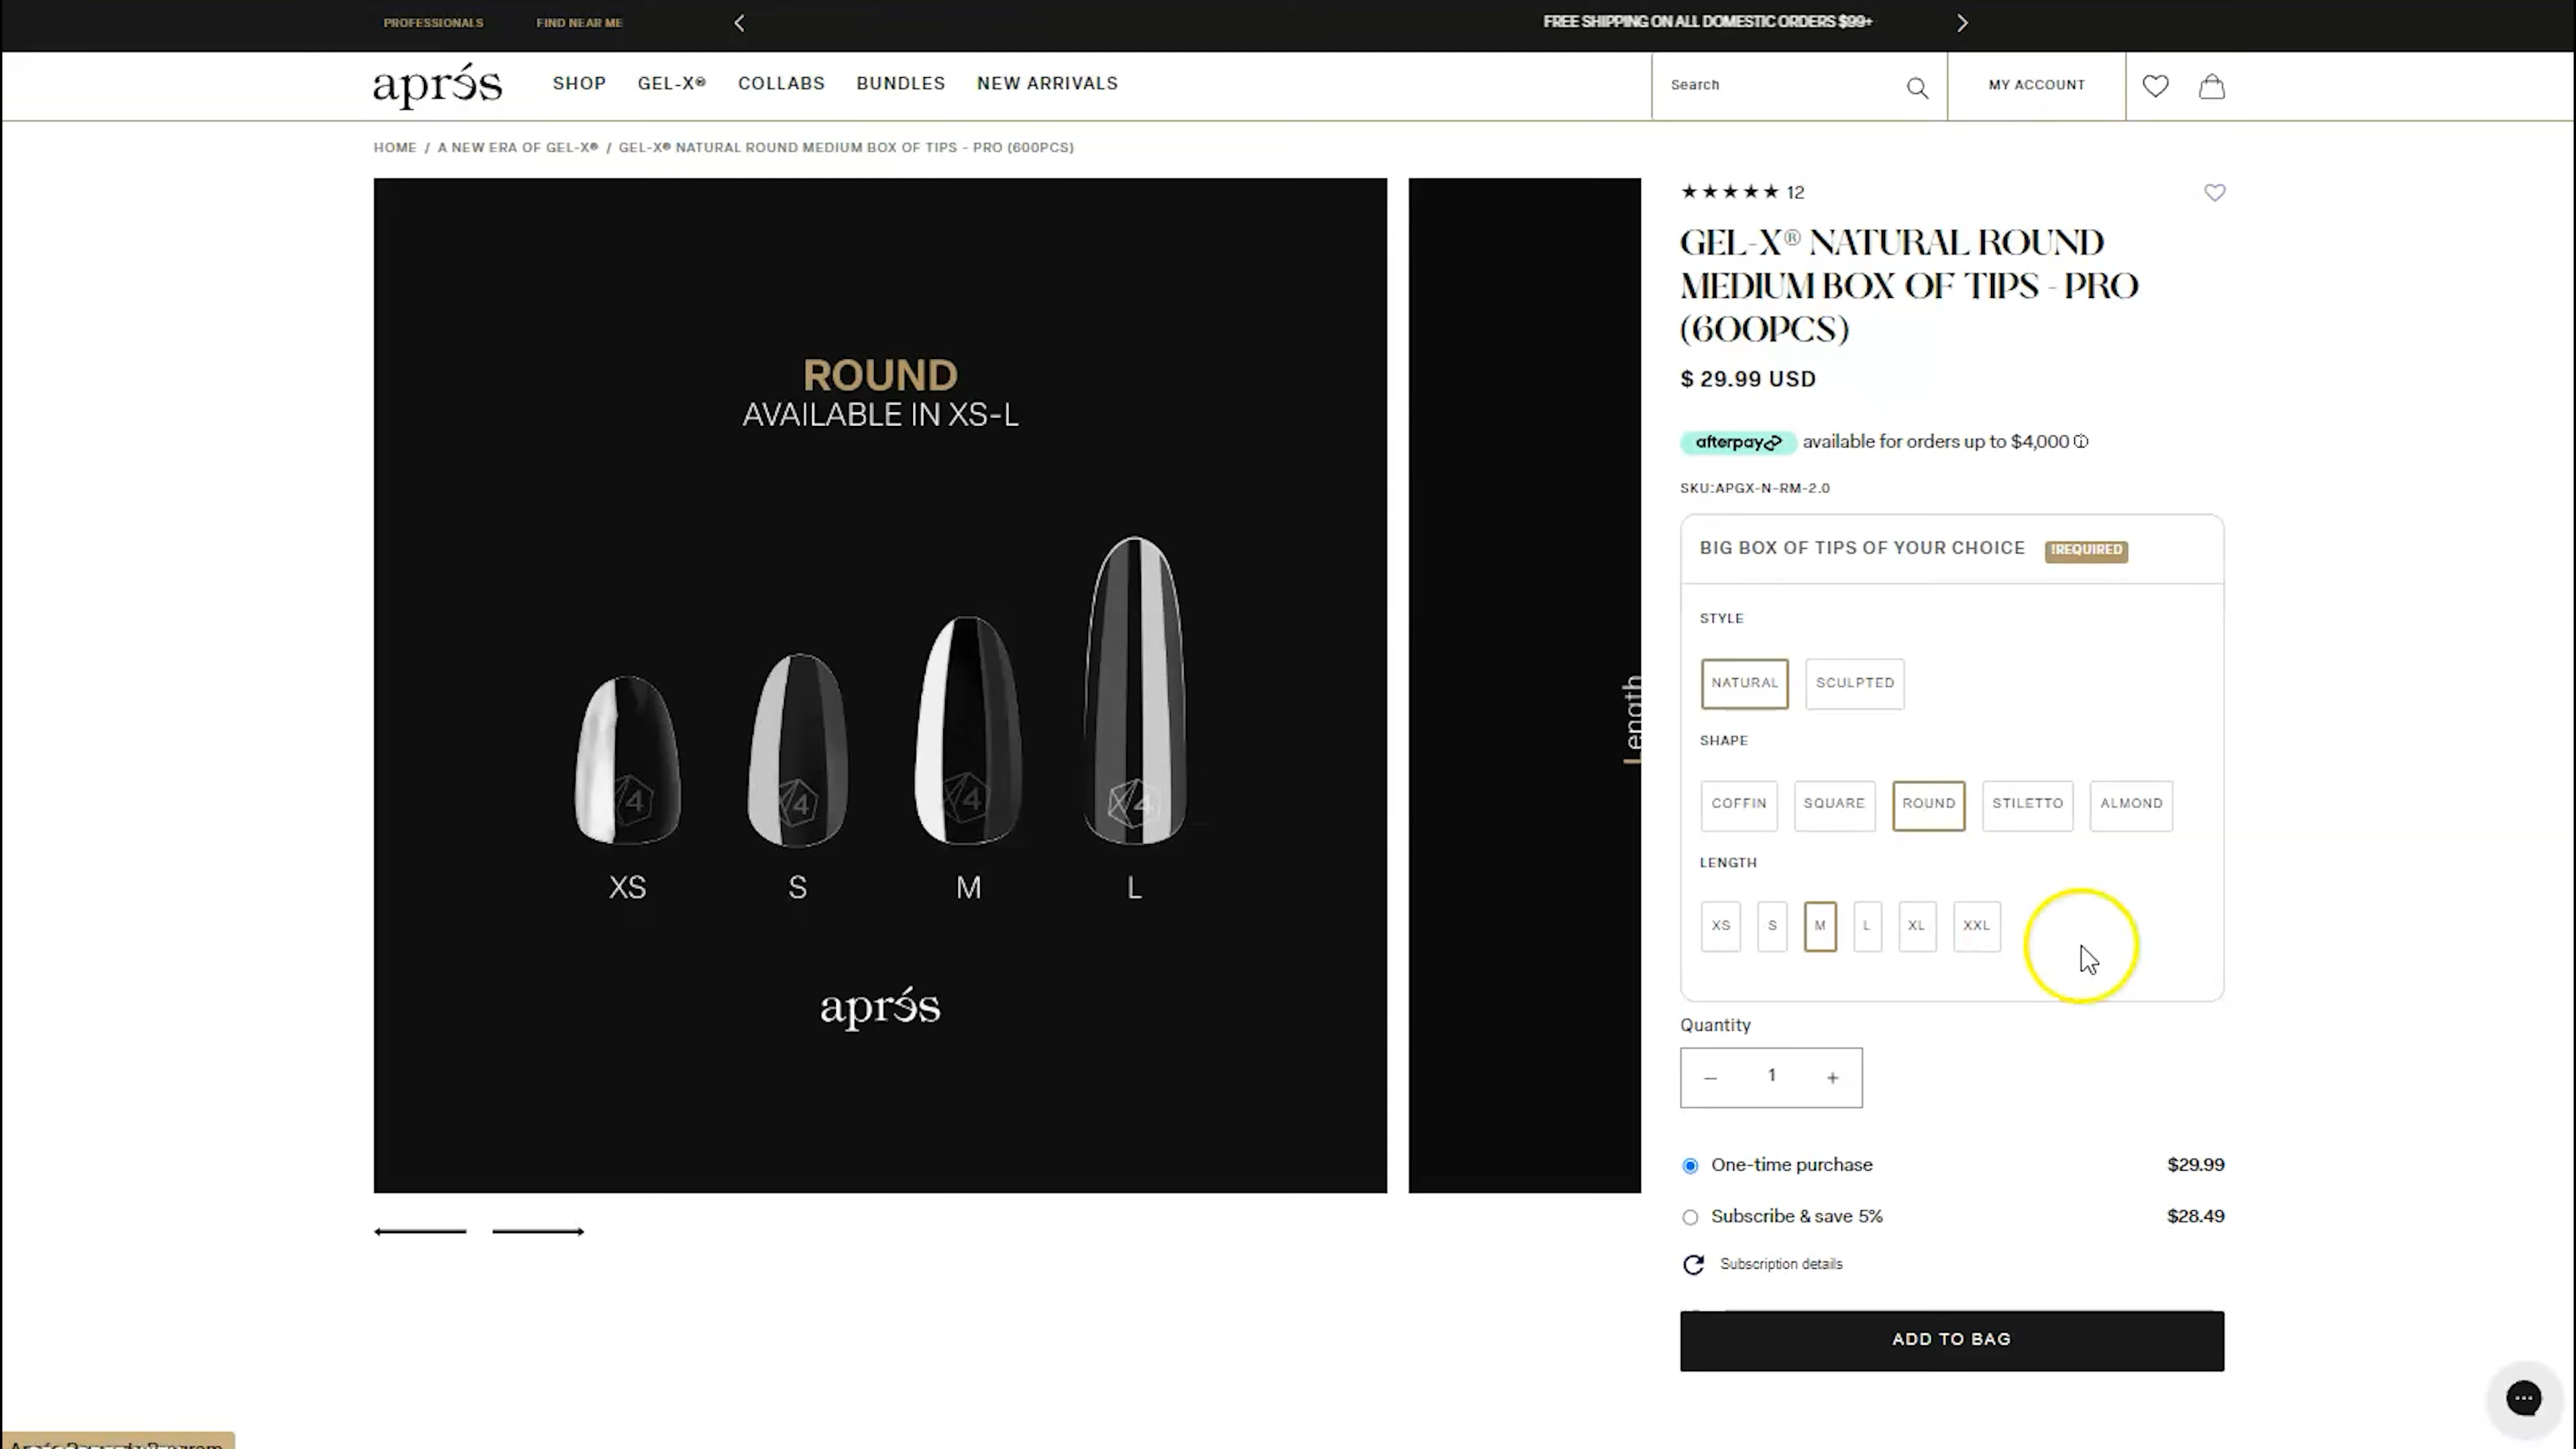 PROFESSIONALS FIND NEAR ME FREE SHIPPING ON ALL DOMESTIC ORDERS $99+
aprés SHOP GEL-X® COLLABS BUNDLES NEW ARRIVALS Search MY ACCOUNT
HOME / A NEW ERA OF GEL-X® / GEL-X® NATURAL ROUND MEDIUM BOX OF TIPS - PRO (600PCS)
ROUND
AVAILABLE IN XS-L
X4 X4 X4 X4
XS S M L
aprés
Length
★★★★★ 12
GEL-X® NATURAL ROUND
MEDIUM BOX OF TIPS - PRO
(600PCS)
$ 29.99 USD
afterpay available for orders up to $4,000
SKU:APGX-N-RM-2.0
BIG BOX OF TIPS OF YOUR CHOICE !REQUIRED
STYLE
NATURAL SCULPTED
SHAPE
COFFIN SQUARE ROUND STILETTO ALMOND
LENGTH
XS S M L XL XXL
Quantity
− 1 +
One-time purchase $29.99
Subscribe & save 5% $28.49
Subscription details
ADD TO BAG